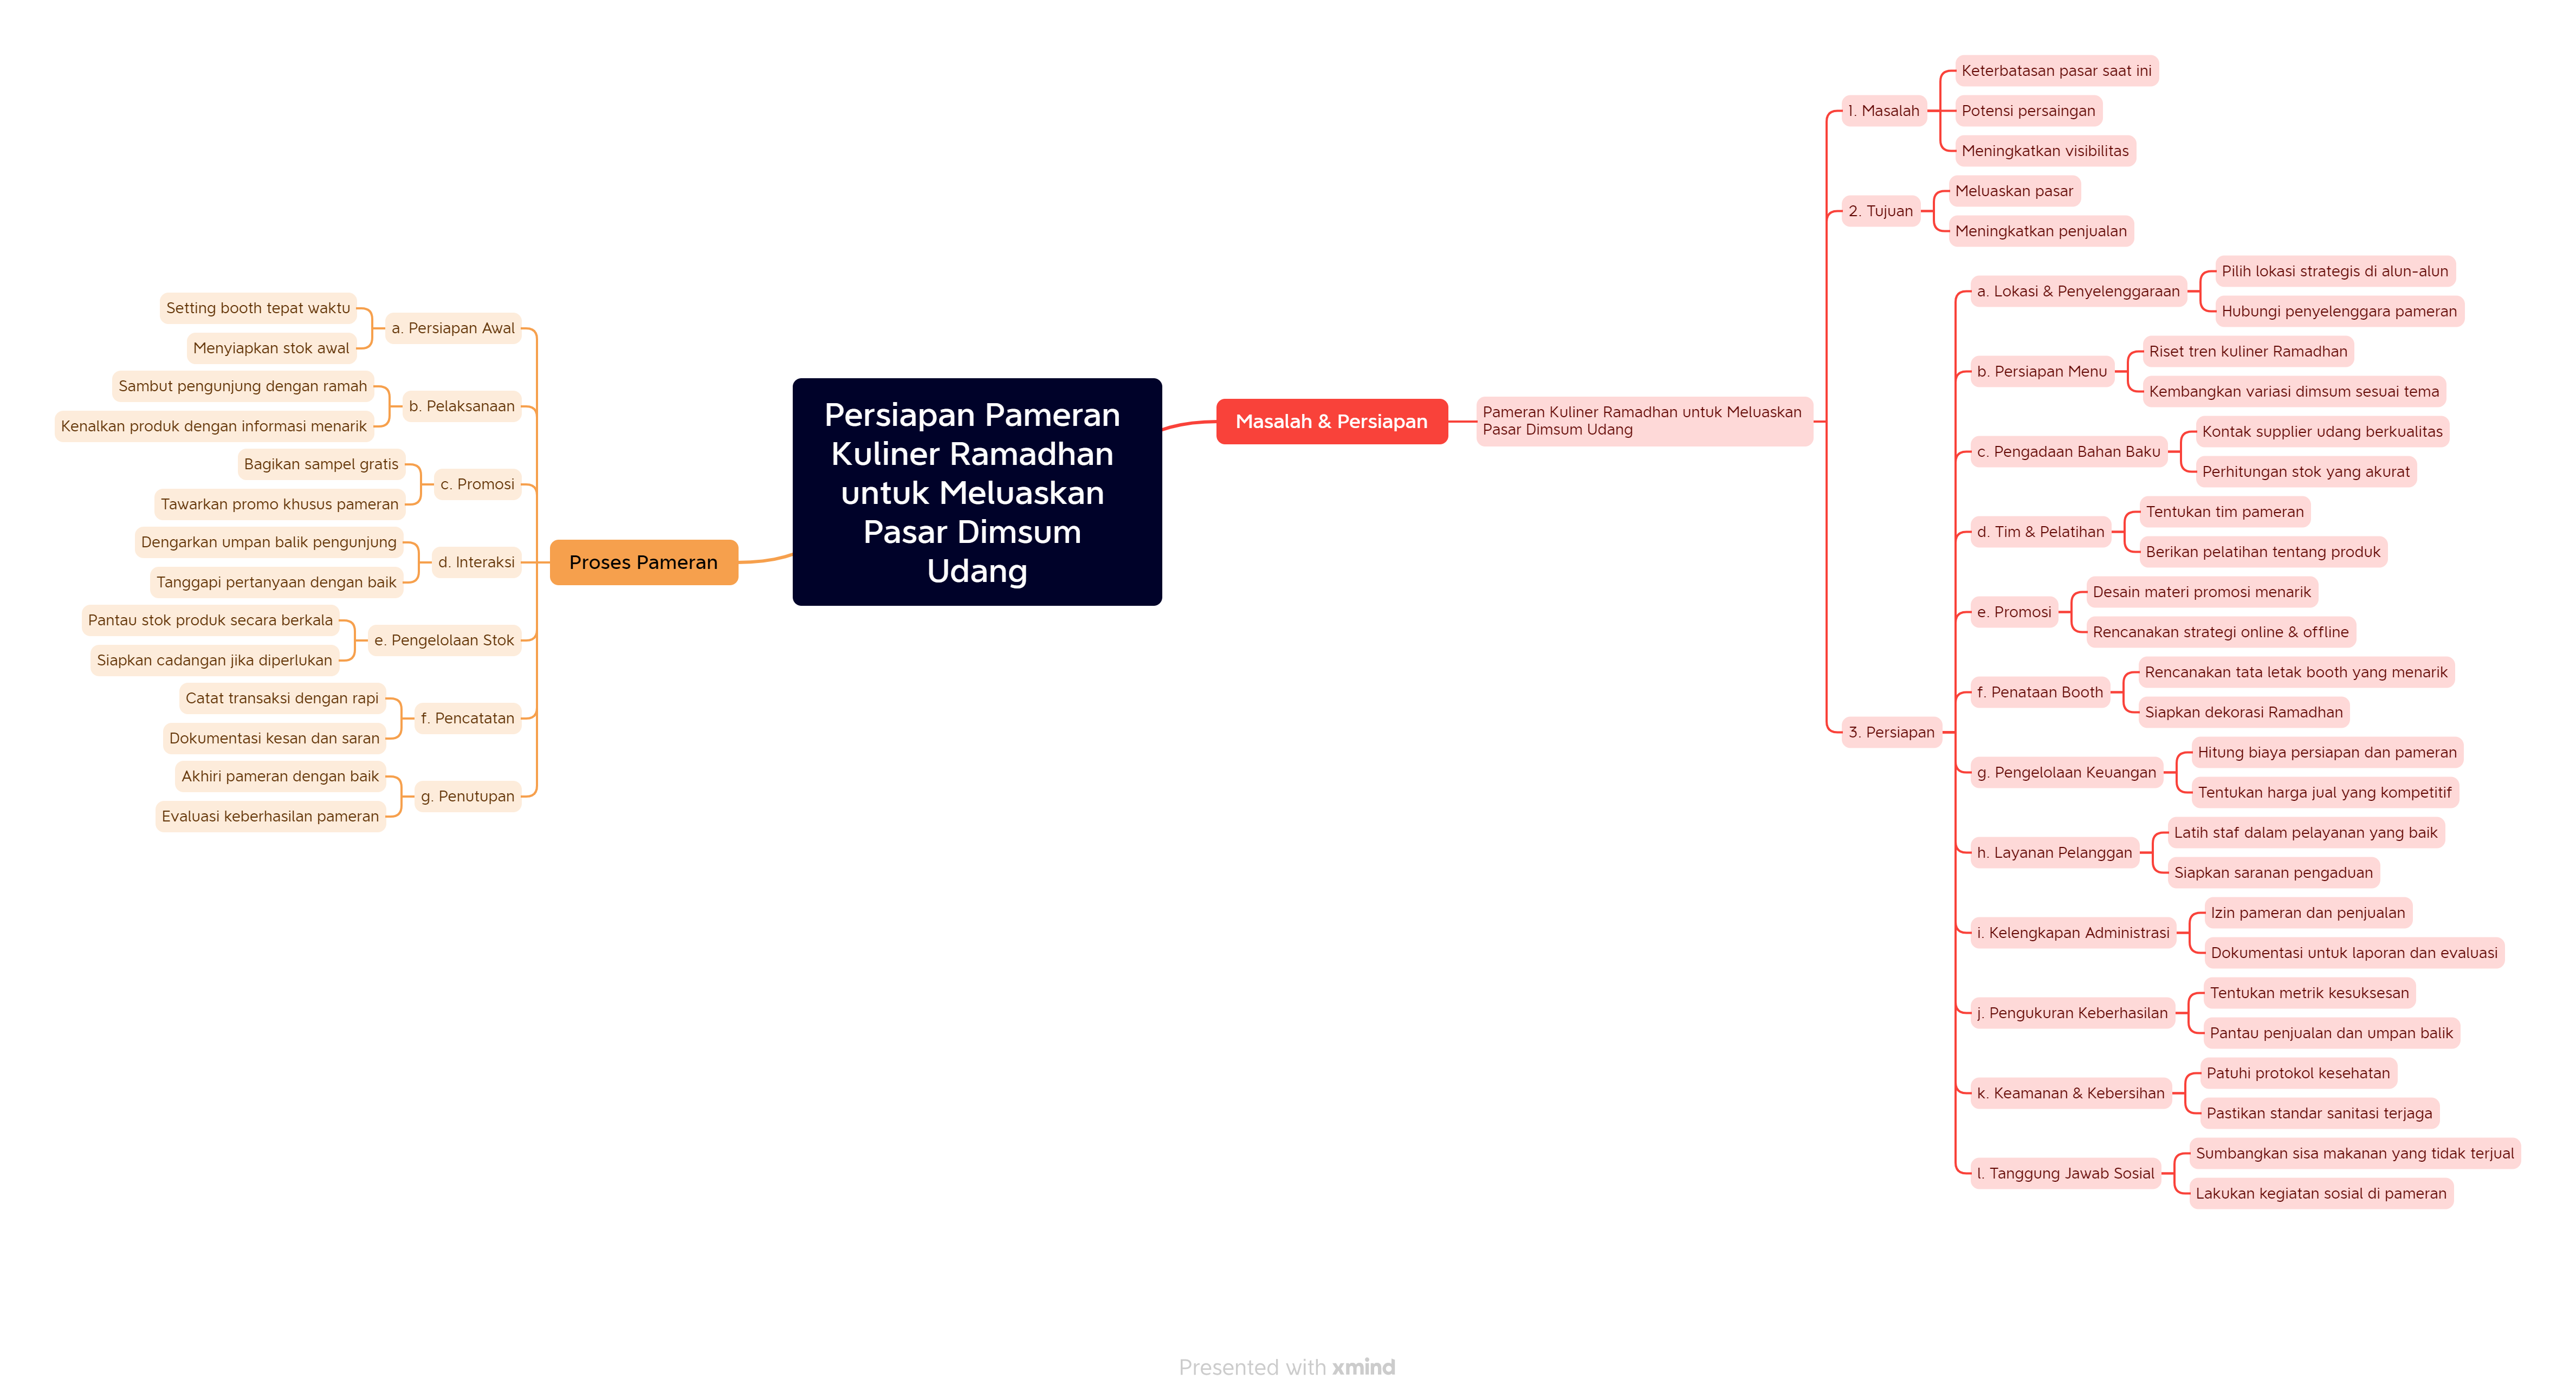 Persiapan Pameran
Kuliner Ramadhan
untuk Meluaskan
Pasar Dimsum
Udang
Masalah & Persiapan
Pameran Kuliner Ramadhan untuk Meluaskan
Pasar Dimsum Udang
1. Masalah
Keterbatasan pasar saat ini
Potensi persaingan
Meningkatkan visibilitas
2. Tujuan
Meluaskan pasar
Meningkatkan penjualan
3. Persiapan
a. Lokasi & Penyelenggaraan
Pilih lokasi strategis di alun-alun
Hubungi penyelenggara pameran
b. Persiapan Menu
Riset tren kuliner Ramadhan
Kembangkan variasi dimsum sesuai tema
c. Pengadaan Bahan Baku
Kontak supplier udang berkualitas
Perhitungan stok yang akurat
d. Tim & Pelatihan
Tentukan tim pameran
Berikan pelatihan tentang produk
e. Promosi
Desain materi promosi menarik
Rencanakan strategi online & offline
f. Penataan Booth
Rencanakan tata letak booth yang menarik
Siapkan dekorasi Ramadhan
g. Pengelolaan Keuangan
Hitung biaya persiapan dan pameran
Tentukan harga jual yang kompetitif
h. Layanan Pelanggan
Latih staf dalam pelayanan yang baik
Siapkan saranan pengaduan
i. Kelengkapan Administrasi
Izin pameran dan penjualan
Dokumentasi untuk laporan dan evaluasi
j. Pengukuran Keberhasilan
Tentukan metrik kesuksesan
Pantau penjualan dan umpan balik
k. Keamanan & Kebersihan
Patuhi protokol kesehatan
Pastikan standar sanitasi terjaga
l. Tanggung Jawab Sosial
Sumbangkan sisa makanan yang tidak terjual
Lakukan kegiatan sosial di pameran
Proses Pameran
a. Persiapan Awal
Setting booth tepat waktu
Menyiapkan stok awal
b. Pelaksanaan
Sambut pengunjung dengan ramah
Kenalkan produk dengan informasi menarik
c. Promosi
Bagikan sampel gratis
Tawarkan promo khusus pameran
d. Interaksi
Dengarkan umpan balik pengunjung
Tanggapi pertanyaan dengan baik
e. Pengelolaan Stok
Pantau stok produk secara berkala
Siapkan cadangan jika diperlukan
f. Pencatatan
Catat transaksi dengan rapi
Dokumentasi kesan dan saran
g. Penutupan
Akhiri pameran dengan baik
Evaluasi keberhasilan pameran
Presented with xmind